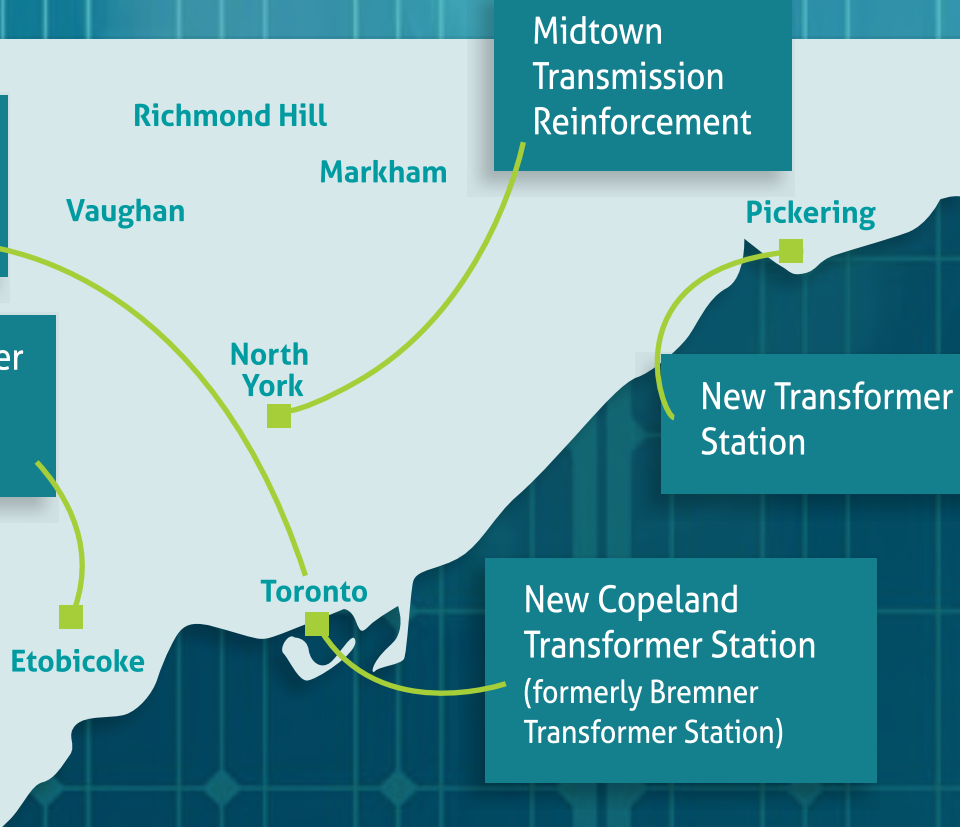 Midtown
Transmission
Reinforcement
Richmond Hill
Markham
Vaughan
Pickering
North
York
er
New Transformer
Station
Toronto
Etobicoke
New Copeland
Transformer Station
(formerly Bremner
Transformer Station)